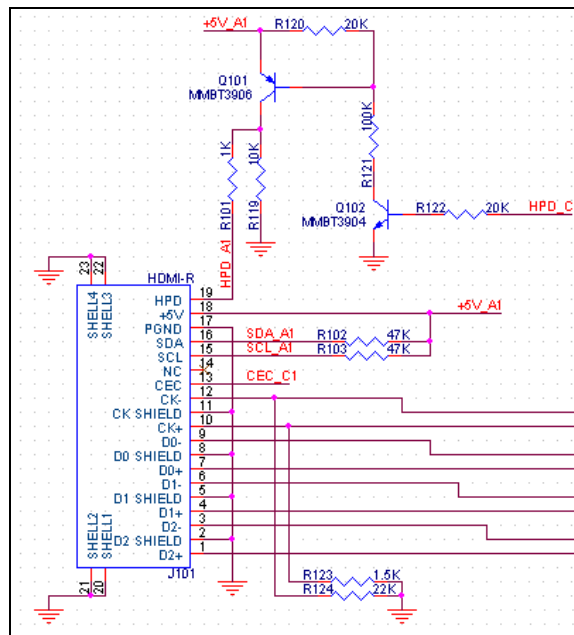 +5V_A1
R120 20K
Q101
MMBT3906
100K
R121
1K
10K
R101
R119
Q102
MMBT3904
R122 20K
HPD_C
HPD_A1
HDMI-R
23
22
SHELL4
SHELL3
HPD 19
+5V 18
PGND 17
SDA 16
SCL 15
NC 14
CEC 13
CK- 12
CK SHIELD 11
CK+ 10
D0- 9
D0 SHIELD 8
D0+ 7
D1- 6
D1 SHIELD 5
D1+ 4
D2- 3
D2 SHIELD 2
D2+ 1
+5V_A1
SDA_A1 R102 47K
SCL_A1 R103 47K
CEC_C1
SHELL2
SHELL1
21
20
J101
R123 1.5K
R124 22K